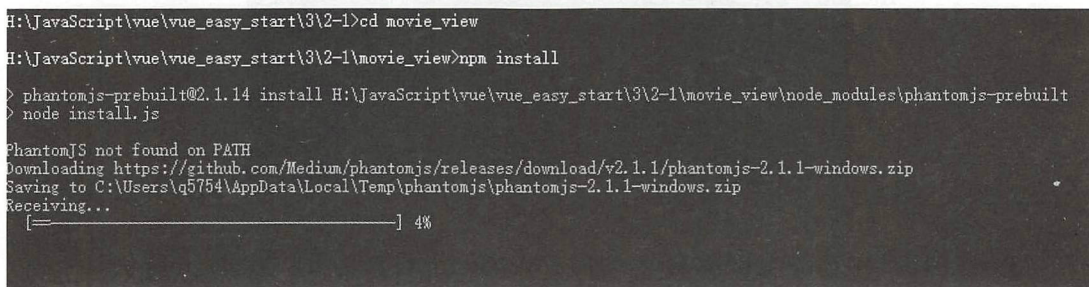 H:\JavaScript\vue\vue_easy_start\3\2-1>cd movie_view
H:\JavaScript\vue\vue_easy_start\3\2-1\movie_view>npm install
> phantomjs-prebuilt@2.1.14 install H:\JavaScript\vue\vue_easy_start\3\2-1\movie_view\node_modules\phantomjs-prebuilt
> node install.js
PhantomJS not found on PATH
Downloading https://github.com/Medium/phantomjs/releases/download/v2.1.1/phantomjs-2.1.1-windows.zip
Saving to C:\Users\q5754\AppData\Local\Temp\phantomjs\phantomjs-2.1.1-windows.zip
Receiving...
[==----------------------------------------] 4%